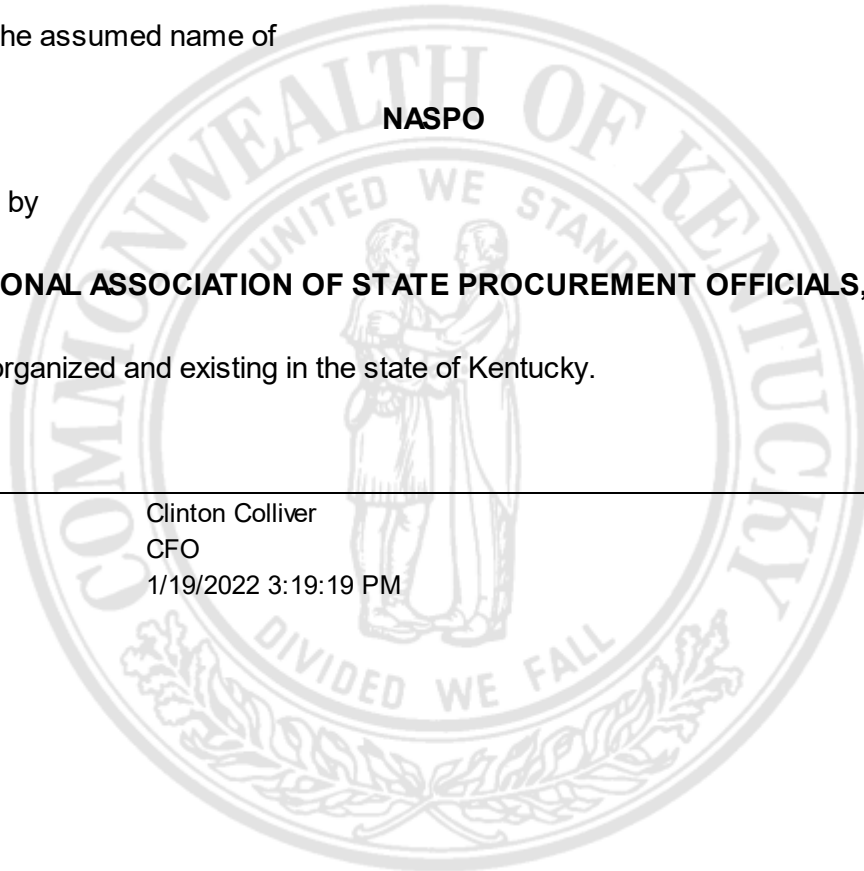 he assumed name of
NASPO
by
ONAL ASSOCIATION OF STATE PROCUREMENT OFFICIALS,
organized and existing in the state of Kentucky.
Clinton Colliver
CFO
1/19/2022 3:19:19 PM
COMMONWEALTH OF KENTUCKY
UNITED WE STAND
DIVIDED WE FALL